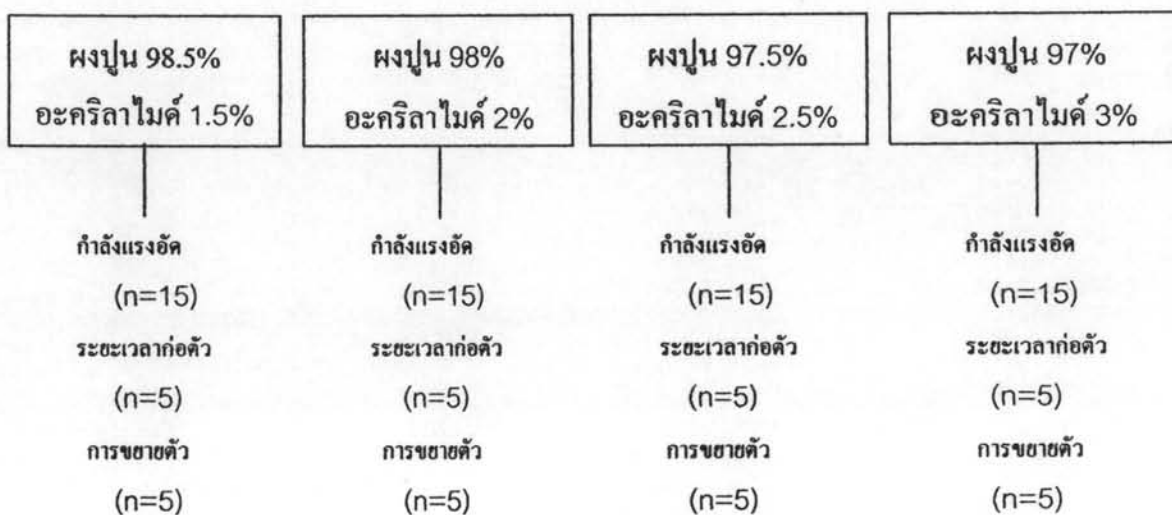 ผงปูน 98.5%
อะคริลาไมค์ 1.5%
กำลังแรงอัด
(n=15)
ระยะเวลาก่อตัว
(n=5)
การขยายตัว
(n=5)
ผงปูน 98%
อะคริลาไมค์ 2%
กำลังแรงอัด
(n=15)
ระยะเวลาก่อตัว
(n=5)
การขยายตัว
(n=5)
ผงปูน 97.5%
อะคริลาไมค์ 2.5%
กำลังแรงอัด
(n=15)
ระยะเวลาก่อตัว
(n=5)
การขยายตัว
(n=5)
ผงปูน 97%
อะคริลาไมค์ 3%
กำลังแรงอัด
(n=15)
ระยะเวลาก่อตัว
(n=5)
การขยายตัว
(n=5)